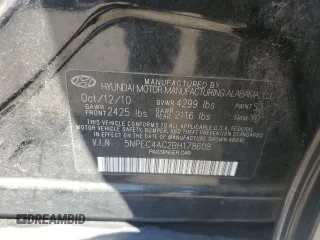 MANUFACTURED BY
HYUNDAI MOTOR MANUFACTURING ALABAMA, LLC
Oct/12/10 GVWR 4299 lbs PAINT
GAWR FRONT 2425 lbs GAWR REAR 2116 lbs TRIM
THIS VEHICLE CONFORMS TO ALL APPLICABLE
U.S. FEDERAL MOTOR VEHICLE SAFETY, BUMPER
AND THEFT PREVENTION STANDARDS
IN EFFECT ON THE DATE OF MANUFACTURE
SHOWN ABOVE.
V.I.N 5NPEC4AC2BH178608
PASSENGER CAR